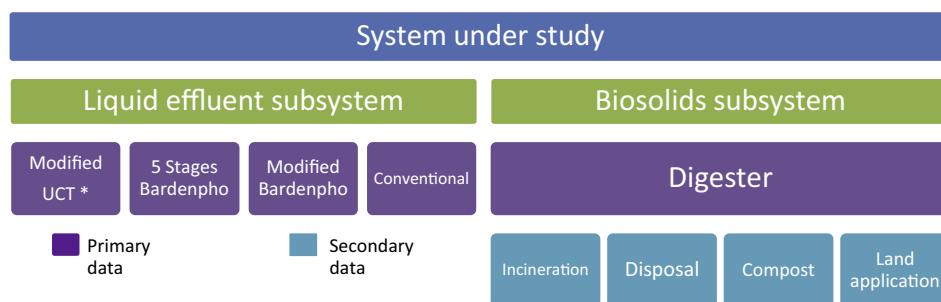 System under study
Liquid effluent subsystem
Biosolids subsystem
Modified
UCT *
5 Stages
Bardenpho
Modified
Bardenpho
Conventional
Digester
Primary
data
Secondary
data
Incineration
Disposal
Compost
Land
application